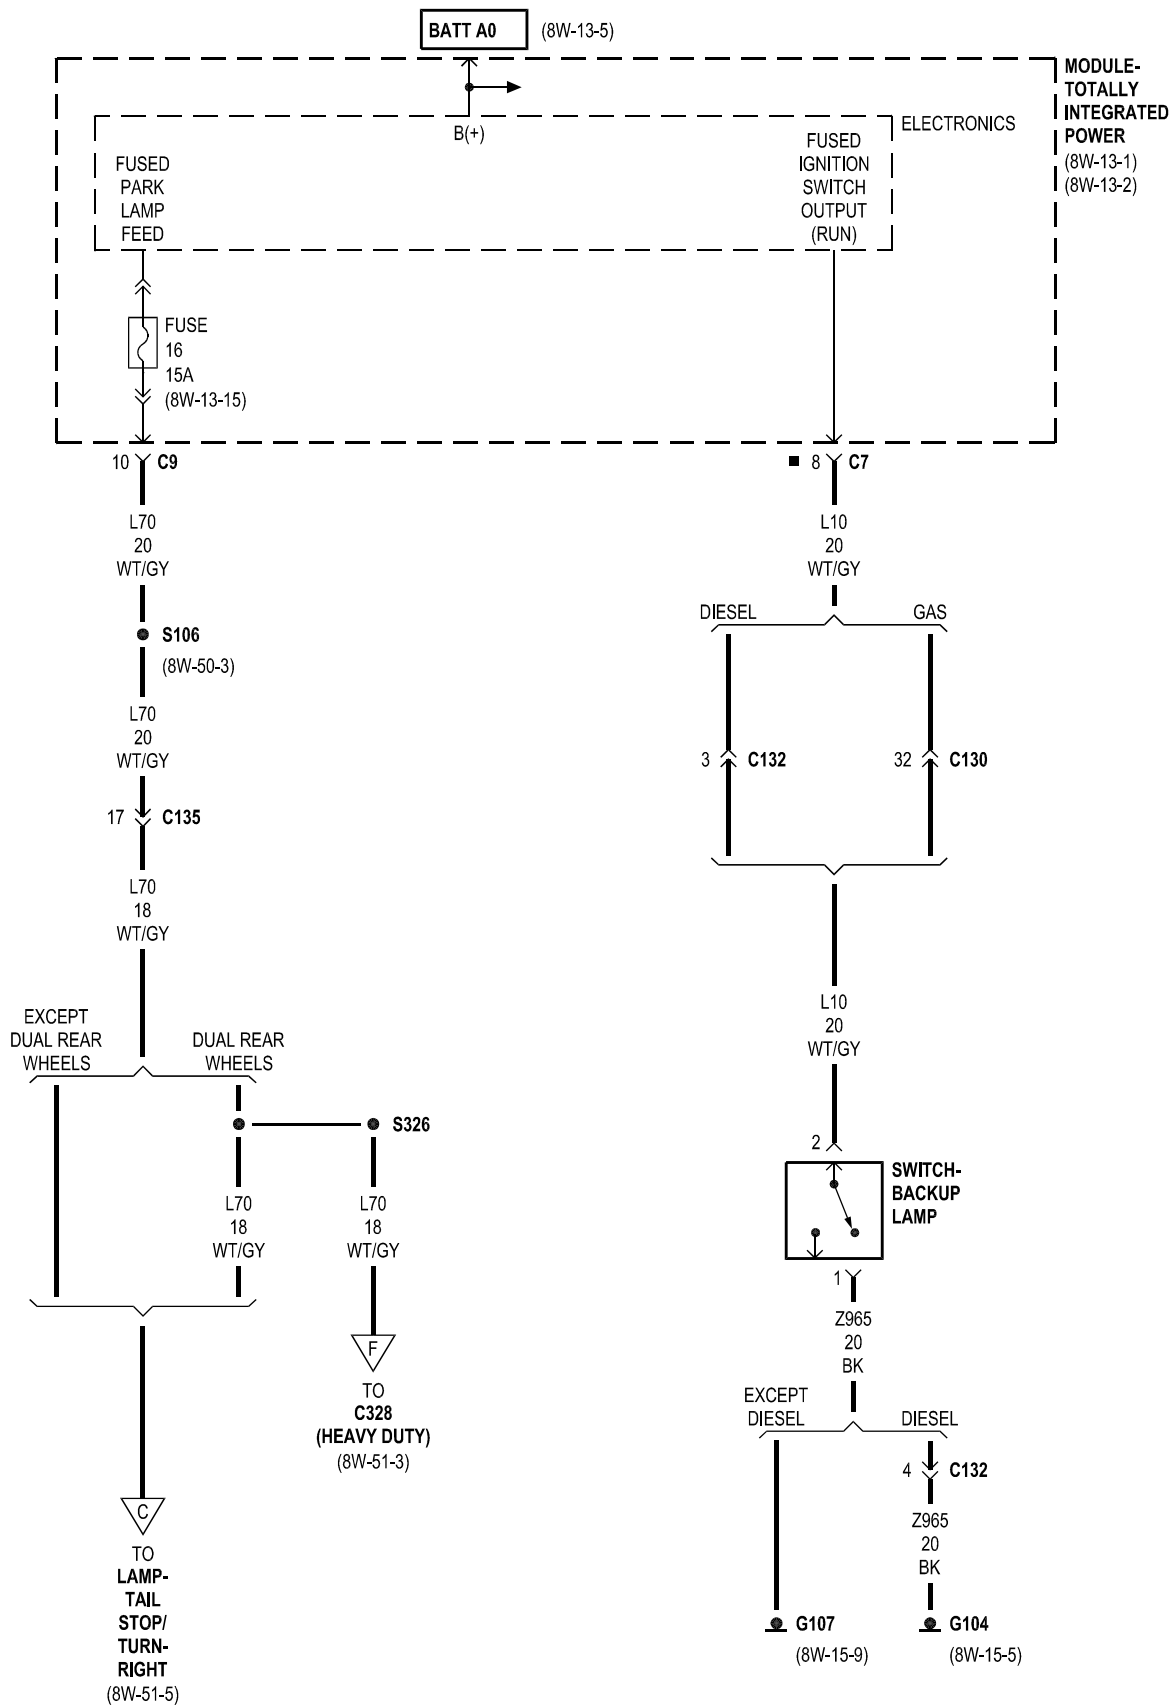 BATT A0 (8W-13-5)
MODULE-
TOTALLY
INTEGRATED
POWER
(8W-13-1)
(8W-13-2)
ELECTRONICS
B(+)
FUSED
PARK
LAMP
FEED
FUSED
IGNITION
SWITCH
OUTPUT
(RUN)
FUSE
16
15A
(8W-13-15)
10 C9
8 C7
L70
20
WT/GY
L10
20
WT/GY
DIESEL GAS
S106
(8W-50-3)
L70
20
WT/GY
3 C132
32 C130
17 C135
L70
18
WT/GY
L10
20
WT/GY
EXCEPT
DUAL REAR
WHEELS
DUAL REAR
WHEELS
S326
2
SWITCH-
BACKUP
LAMP
L70
18
WT/GY
L70
18
WT/GY
1
Z965
20
BK
F
TO
C328
(HEAVY DUTY)
(8W-51-3)
EXCEPT
DIESEL
DIESEL
4 C132
C
TO
LAMP-
TAIL
STOP/
TURN-
RIGHT
(8W-51-5)
Z965
20
BK
G107
(8W-15-9)
G104
(8W-15-5)